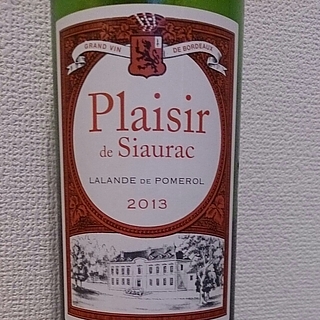 GRAND VIN DE BORDEAUX
Plaisir
de Siaurac
LALANDE DE POMEROL
2013